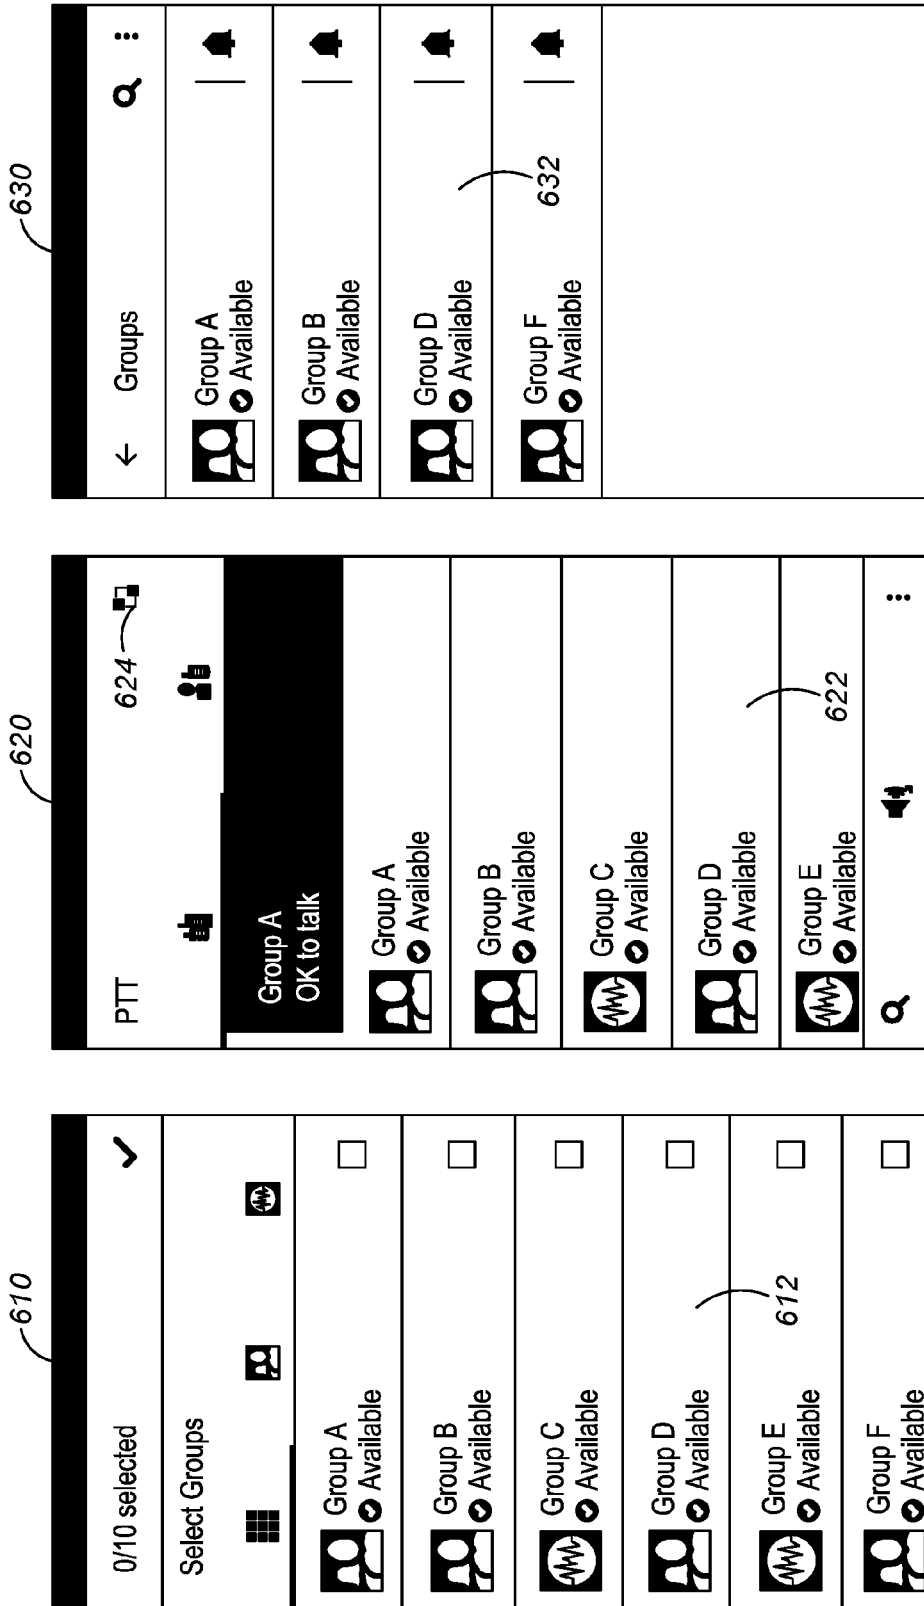 610
0/10 selected
Select Groups
Group A
Available
Group B
Available
Group C
Available
Group D
Available
612
Group E
Available
Group F
Available
620
PTT
624
Group A
OK to talk
Group A
Available
Group B
Available
Group C
Available
Group D
Available
622
Group E
Available
630
Groups
Group A
Available
Group B
Available
Group D
Available
632
Group F
Available